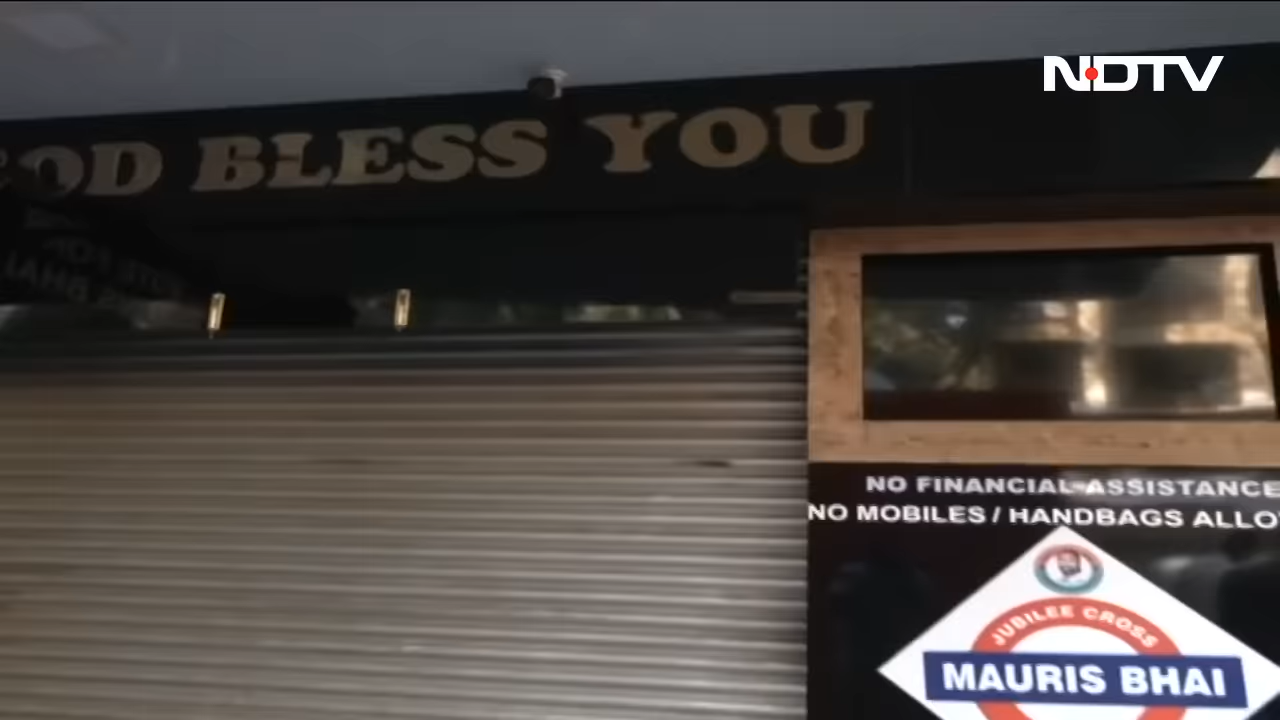 NDTV
OD BLESS YOU
NO FINANCIAL ASSISTANCE
NO MOBILES / HANDBAGS ALLO
JUBILEE CROSS
MAURIS BHAI